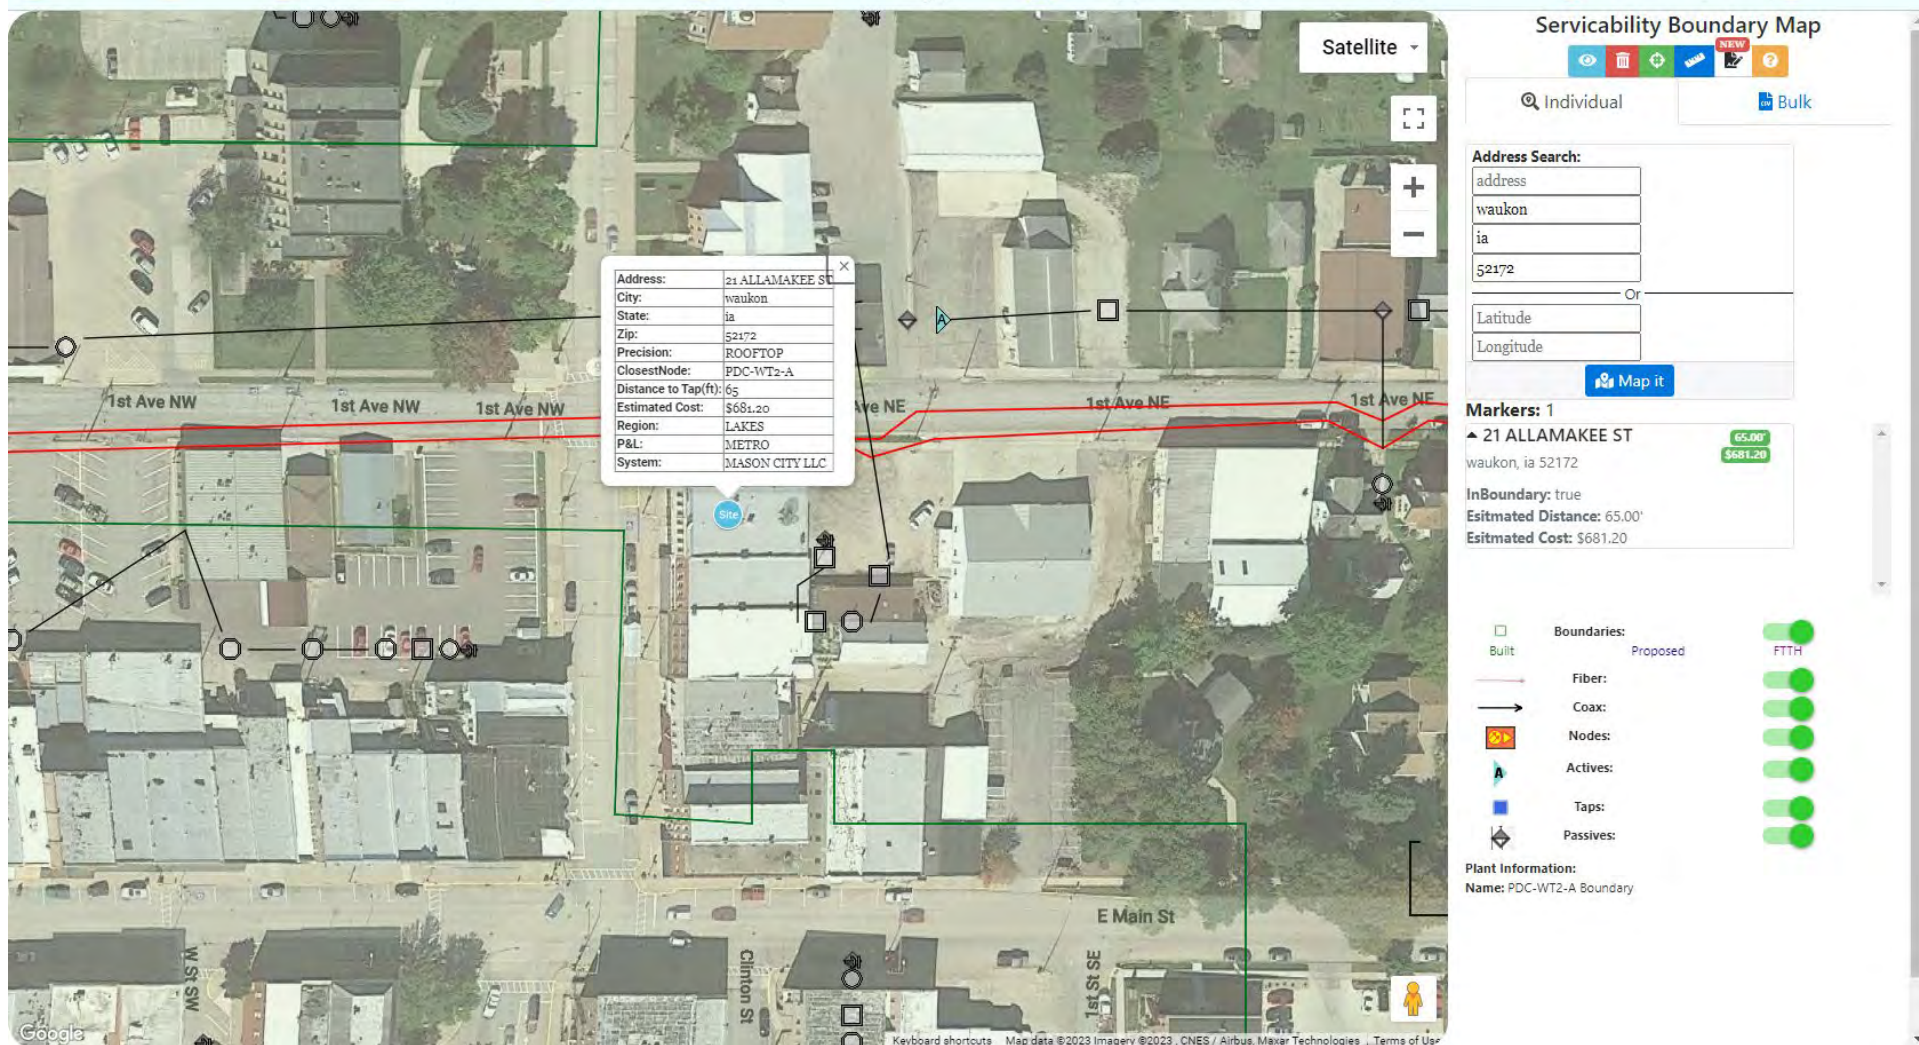 Satellite
1st Ave NW
1st Ave NW
1st Ave NW
Ave NE
1st Ave NE
1st Ave NE
Address: 21 ALLAMAKEE ST
City: waukon
State: ia
Zip: 52172
Precision: ROOFTOP
ClosestNode: PDC-WT2-A
Distance to Tap(ft): 65
Estimated Cost: $681.20
Region: LAKES
P&L: METRO
System: MASON CITY LLC
A
Site
E Main St
W St SW
Clinton St
1st St SE
Google
Keyboard shortcuts
Map data ©2023 Imagery ©2023 , CNES / Airbus, Maxar Technologies
Terms of Use
Servicability Boundary Map
NEW
Individual
Bulk
Address Search:
address
waukon
ia
52172
Or
Latitude
Longitude
Map it
Markers: 1
21 ALLAMAKEE ST 65.00'
$681.20
waukon, ia 52172
InBoundary: true
Esitmated Distance: 65.00'
Esitmated Cost: $681.20
Boundaries:
Built Proposed FTTH
Fiber:
Coax:
Nodes:
A Actives:
Taps:
Passives:
Plant Information:
Name: PDC-WT2-A Boundary